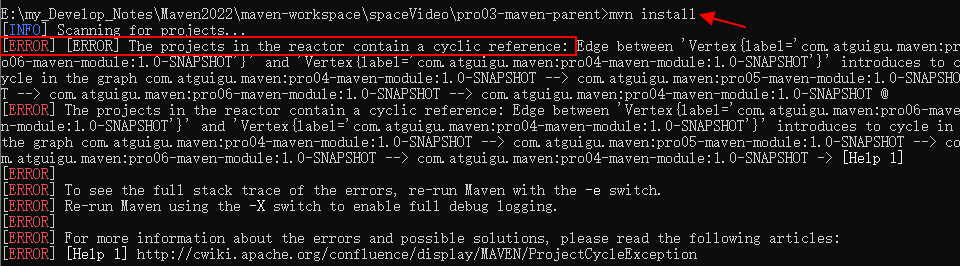 E:\my_Develop_Notes\Maven2022\maven-workspace\spaceVideo\pro03-maven-parent>mvn install
[INFO] Scanning for projects...
[ERROR] [ERROR] The projects in the reactor contain a cyclic reference: Edge between 'Vertex{label='com.atguigu.maven:pr
o06-maven-module:1.0-SNAPSHOT'}' and 'Vertex{label='com.atguigu.maven:pro04-maven-module:1.0-SNAPSHOT'}' introduces to c
ycle in the graph com.atguigu.maven:pro04-maven-module:1.0-SNAPSHOT --> com.atguigu.maven:pro05-maven-module:1.0-SNAPSHO
T --> com.atguigu.maven:pro06-maven-module:1.0-SNAPSHOT --> com.atguigu.maven:pro04-maven-module:1.0-SNAPSHOT @
[ERROR] The projects in the reactor contain a cyclic reference: Edge between 'Vertex{label='com.atguigu.maven:pro06-mave
n-module:1.0-SNAPSHOT'}' and 'Vertex{label='com.atguigu.maven:pro04-maven-module:1.0-SNAPSHOT'}' introduces to cycle in
the graph com.atguigu.maven:pro04-maven-module:1.0-SNAPSHOT --> com.atguigu.maven:pro05-maven-module:1.0-SNAPSHOT --> co
m.atguigu.maven:pro06-maven-module:1.0-SNAPSHOT --> com.atguigu.maven:pro04-maven-module:1.0-SNAPSHOT -> [Help 1]
[ERROR]
[ERROR] To see the full stack trace of the errors, re-run Maven with the -e switch.
[ERROR] Re-run Maven using the -X switch to enable full debug logging.
[ERROR]
[ERROR] For more information about the errors and possible solutions, please read the following articles:
[ERROR] [Help 1] http://cwiki.apache.org/confluence/display/MAVEN/ProjectCycleException